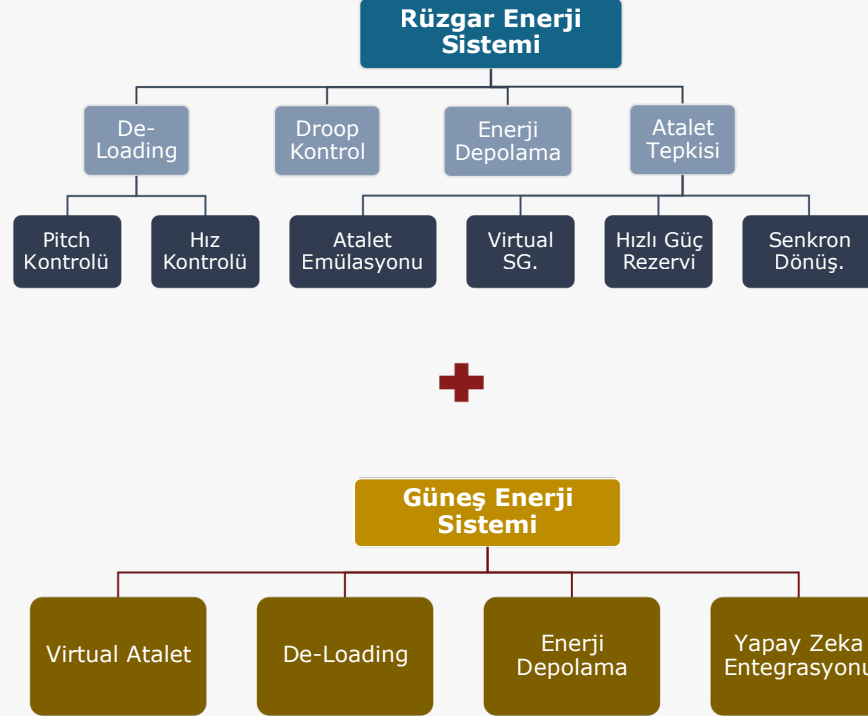 Rüzgar Enerji
Sistemi
De-
Loading
Droop
Kontrol
Enerji
Depolama
Atalet
Tepkisi
Pitch
Kontrolü
Hız
Kontrolü
Atalet
Emülasyonu
Virtual
SG.
Hızlı Güç
Rezervi
Senkron
Dönüş.
Güneş Enerji
Sistemi
Virtual Atalet
De-Loading
Enerji
Depolama
Yapay Zeka
Entegrasyonu